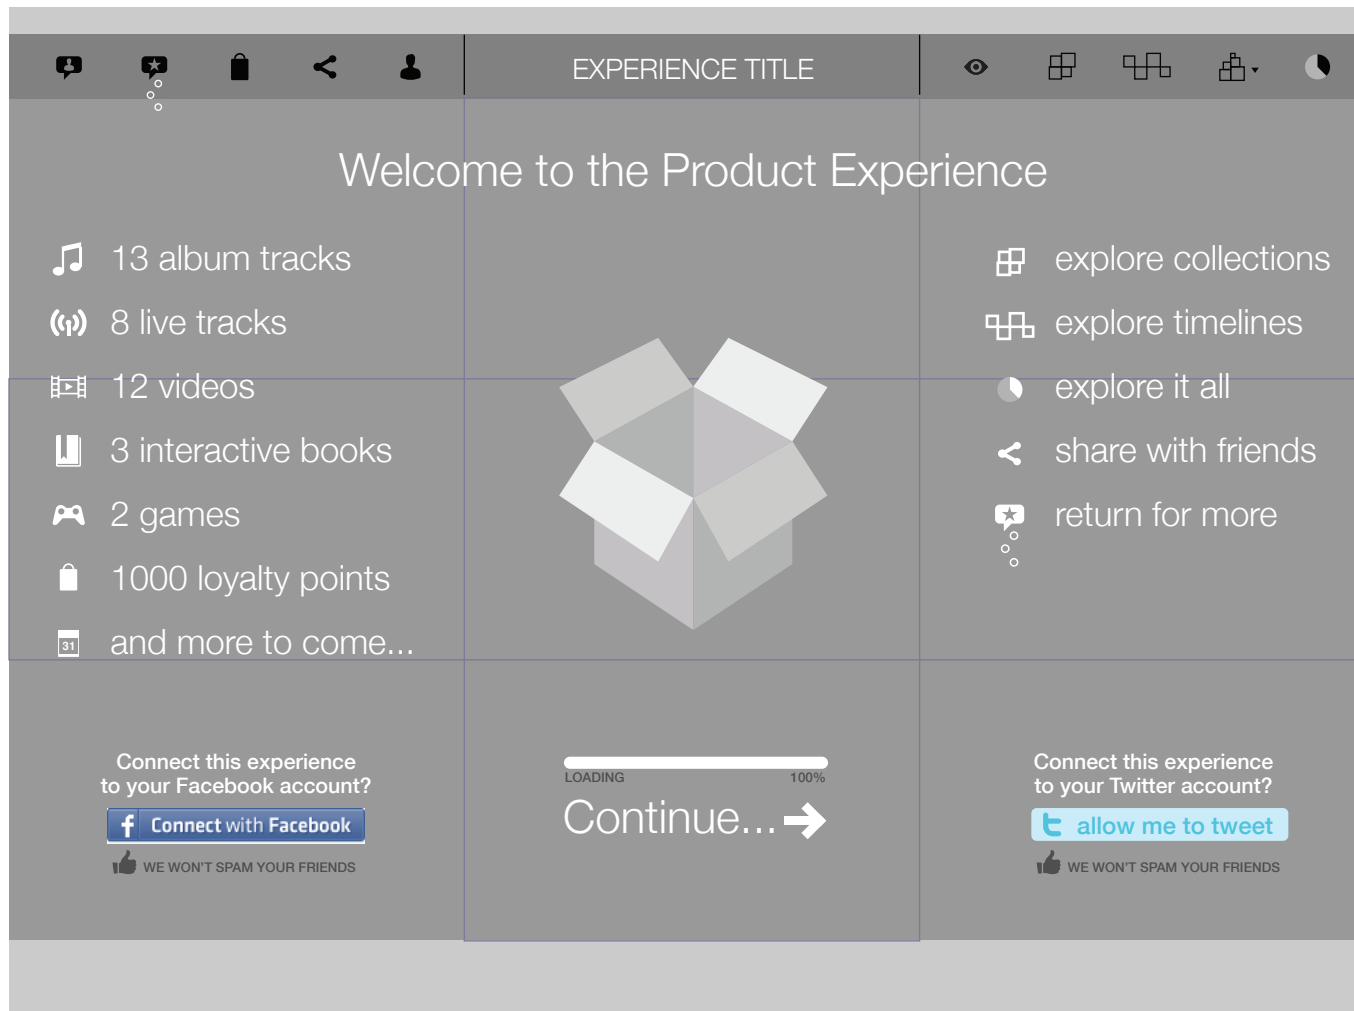 EXPERIENCE TITLE
Welcome to the Product Experience
13 album tracks
8 live tracks
12 videos
3 interactive books
2 games
1000 loyalty points
31
and more to come...
explore collections
explore timelines
explore it all
share with friends
return for more
Connect this experience
to your Facebook account?
f Connect with Facebook
WE WON'T SPAM YOUR FRIENDS
LOADING 100%
Continue...
Connect this experience
to your Twitter account?
t allow me to tweet
WE WON'T SPAM YOUR FRIENDS